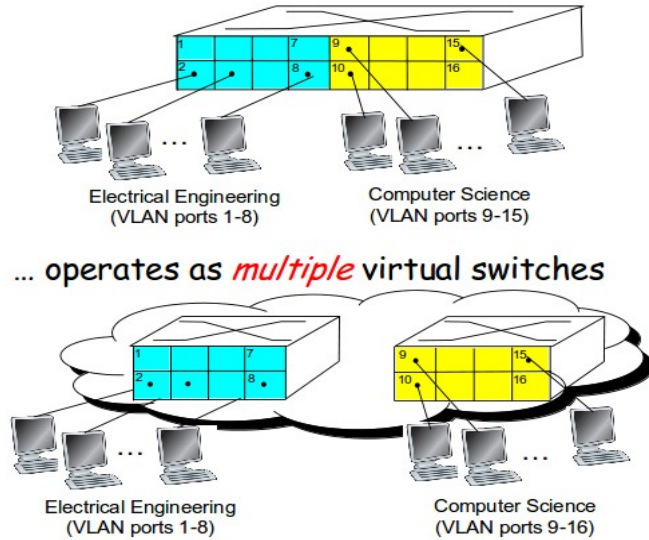 1 7 9 15
2 8 10 16
... ...
Electrical Engineering
(VLAN ports 1-8)
Computer Science
(VLAN ports 9-15)
... operates as multiple virtual switches
1 7 9 15
2 8 10 16
... ...
Electrical Engineering
(VLAN ports 1-8)
Computer Science
(VLAN ports 9-16)